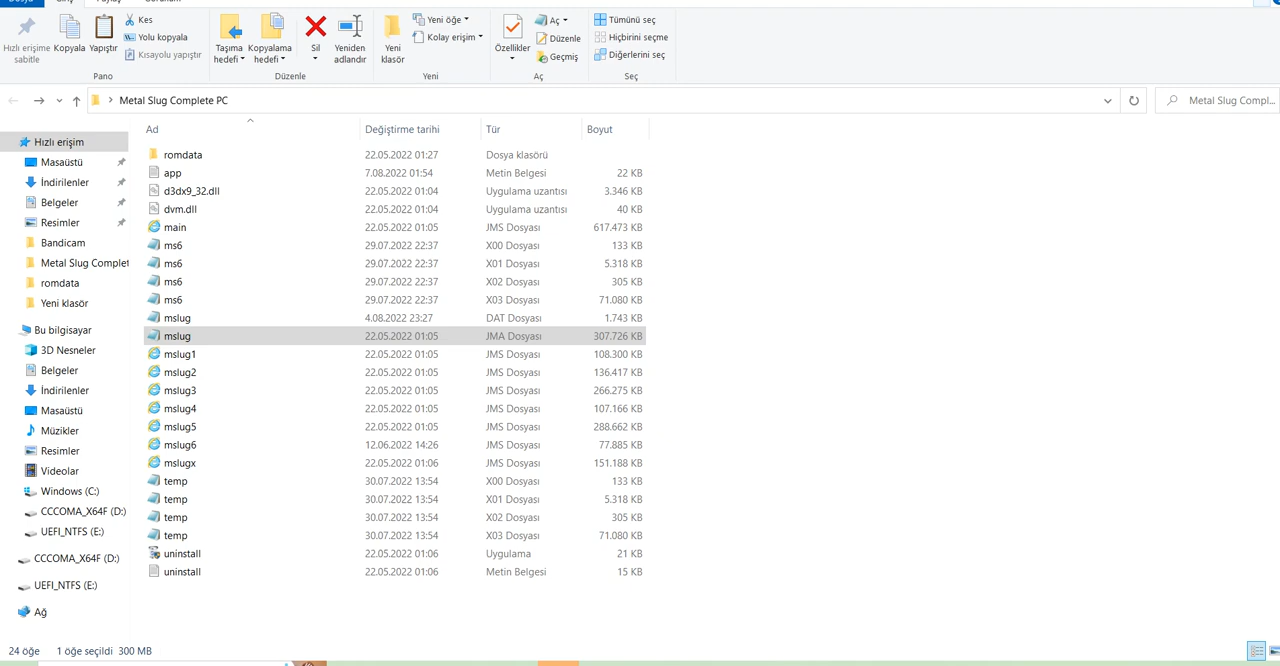 Hızlı erişime
sabitle
Kopyala
Yapıştır
Kes
Yolu kopyala
Kısayolu yapıştır
Pano
Taşıma
hedefi
Kopyalama
hedefi
Sil
Yeniden
adlandır
Düzenle
Yeni
klasör
Yeni öğe
Kolay erişim
Yeni
Özellikler
Aç
Düzenle
Geçmiş
Aç
Tümünü seç
Hiçbirini seçme
Diğerlerini seç
Seç
Metal Slug Complete PC
Metal Slug Compl...
Hızlı erişim
Masaüstü
İndirilenler
Belgeler
Resimler
Bandicam
Metal Slug Complet
romdata
Yeni klasör
Bu bilgisayar
3D Nesneler
Belgeler
İndirilenler
Masaüstü
Müzikler
Resimler
Videolar
Windows (C:)
CCCOMA_X64F (D:)
UEFI_NTFS (E:)
CCCOMA_X64F (D:)
UEFI_NTFS (E:)
Ağ
Ad Değiştirme tarihi Tür Boyut
romdata 22.05.2022 01:27 Dosya klasörü
app 7.08.2022 01:54 Metin Belgesi 22 KB
d3dx9_32.dll 22.05.2022 01:04 Uygulama uzantısı 3.346 KB
dvm.dll 22.05.2022 01:04 Uygulama uzantısı 40 KB
main 22.05.2022 01:05 JMS Dosyası 617.473 KB
ms6 29.07.2022 22:37 X00 Dosyası 133 KB
ms6 29.07.2022 22:37 X01 Dosyası 5.318 KB
ms6 29.07.2022 22:37 X02 Dosyası 305 KB
ms6 29.07.2022 22:37 X03 Dosyası 71.080 KB
mslug 4.08.2022 23:27 DAT Dosyası 1.743 KB
mslug 22.05.2022 01:05 JMA Dosyası 307.726 KB
mslug1 22.05.2022 01:05 JMS Dosyası 108.300 KB
mslug2 22.05.2022 01:05 JMS Dosyası 136.417 KB
mslug3 22.05.2022 01:05 JMS Dosyası 266.275 KB
mslug4 22.05.2022 01:05 JMS Dosyası 107.166 KB
mslug5 22.05.2022 01:05 JMS Dosyası 288.662 KB
mslug6 12.06.2022 14:26 JMS Dosyası 77.885 KB
mslugx 22.05.2022 01:06 JMS Dosyası 151.188 KB
temp 30.07.2022 13:54 X00 Dosyası 133 KB
temp 30.07.2022 13:54 X01 Dosyası 5.318 KB
temp 30.07.2022 13:54 X02 Dosyası 305 KB
temp 30.07.2022 13:54 X03 Dosyası 71.080 KB
uninstall 22.05.2022 01:06 Uygulama 21 KB
uninstall 22.05.2022 01:06 Metin Belgesi 15 KB
24 öğe 1 öğe seçildi 300 MB